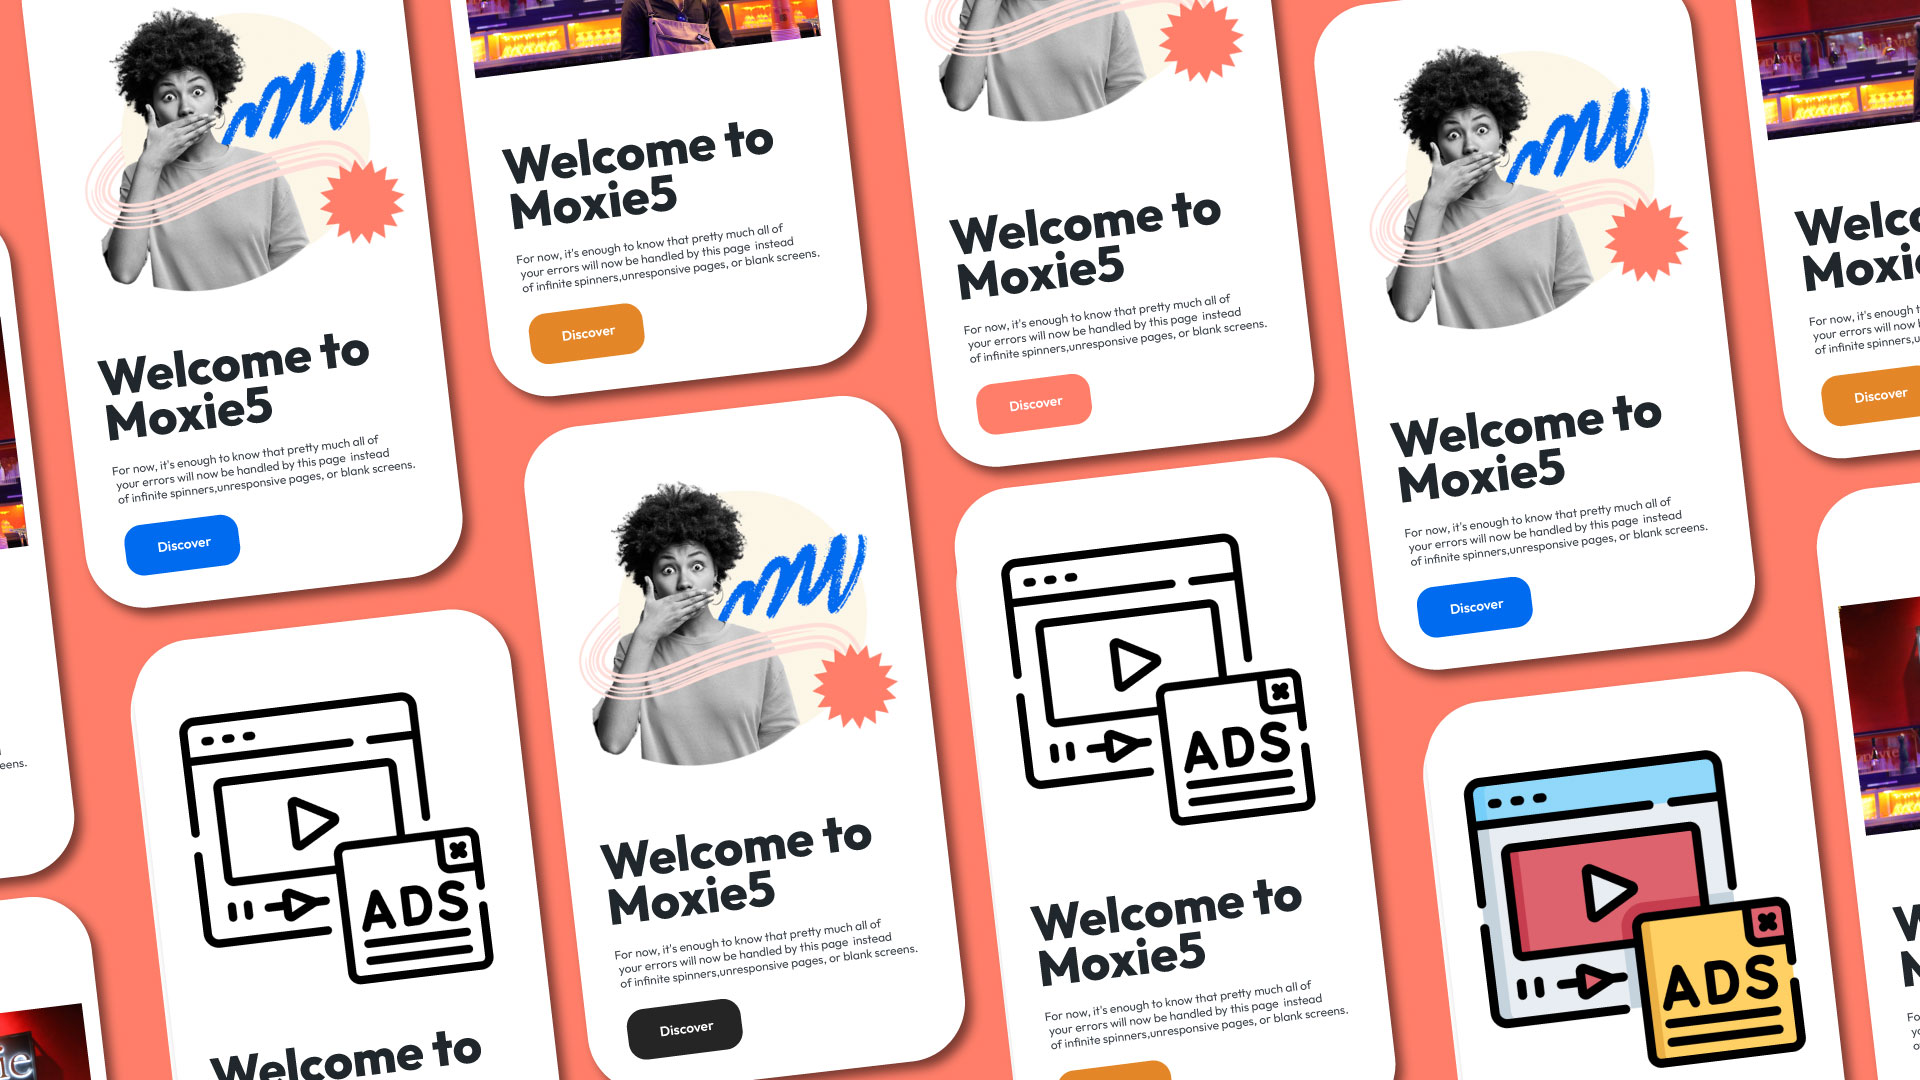 Welcome to
Moxie5
For now, it's enough to know that pretty much all of
your errors will now be handled by this page instead
of infinite spinners,unresponsive pages, or blank screens.
Discover
eens.
ie
ADS
Welcome to
Welcome to
Moxie5
For now, it's enough to know that pretty much all of
your errors will now be handled by this page instead
of infinite spinners,unresponsive pages, or blank screens.
Discover
Welcome to
Moxie5
For now, it's enough to know that pretty much all of
your errors will now be handled by this page instead
of infinite spinners,unresponsive pages, or blank screens.
Discover
Welcome to
Moxie5
For now, it's enough to know that pretty much all of
your errors will now be handled by this page instead
of infinite spinners,unresponsive pages, or blank screens.
Discover
ADS
Welcome to
Moxie5
For now, it's enough to know that pretty much all of
your errors will now be handled by this page instead
of infinite spinners,unresponsive pages, or blank screens.
Welcome to
Moxie5
For now, it's enough to know that pretty much all of
your errors will now be handled by this page instead
of infinite spinners,unresponsive pages, or blank screens.
Discover
ADS
Welco
Moxie
For now, it's enough t
your errors will now h
of infinite spinners,u
Discover
W
M
Fo
yo
o